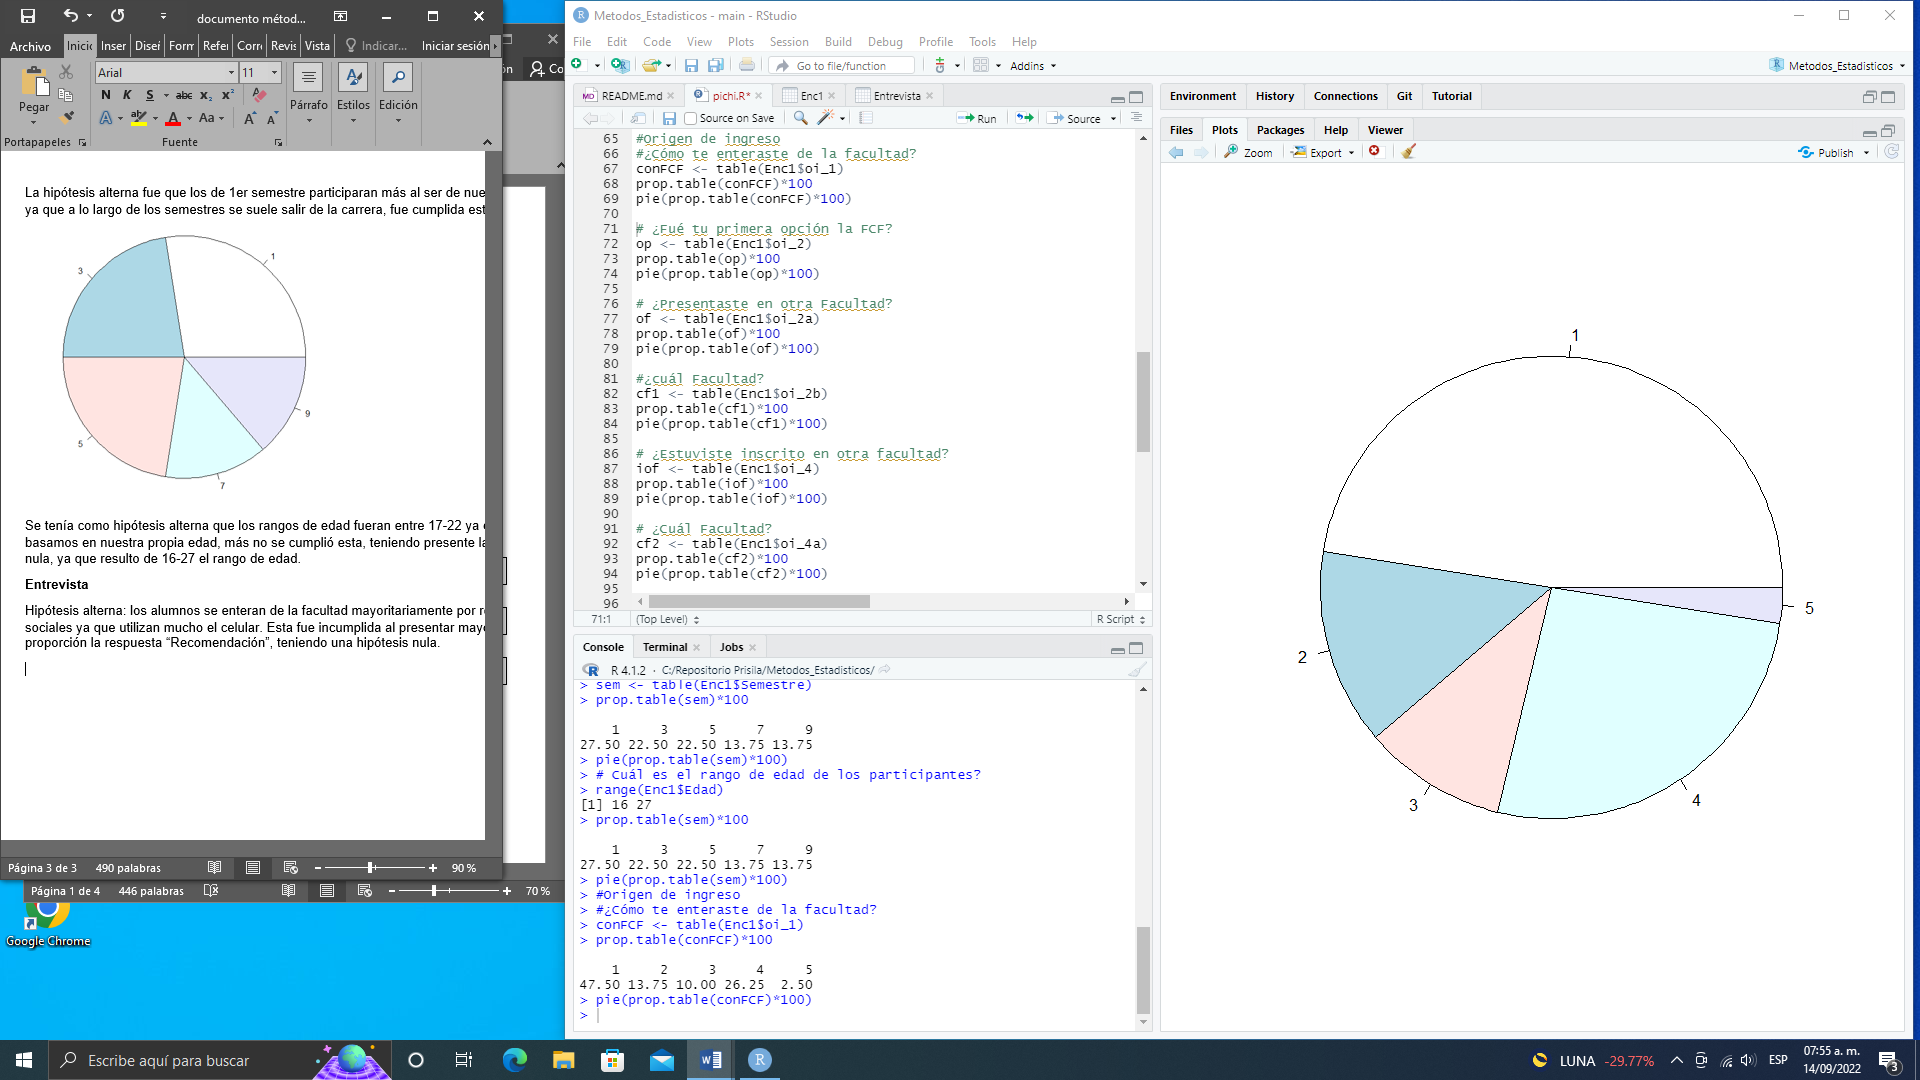 documento métod...
Archivo
Inicio
Inser
Disei
Form
Refer
Corre
Revis
Vista
Indicar...
Iniciar sesión
Co
Pegar
Portapapeles
Arial
11
N K S abc x₂ x²
A ab A Aa A A
Fuente
Párrafo
Estilos
Edición
La hipótesis alterna fue que los de 1er semestre participaran más al ser de nue
ya que a lo largo de los semestres se suele salir de la carrera, fue cumplida est
1
3
5
7
9
Se tenía como hipótesis alterna que los rangos de edad fueran entre 17-22 ya
basamos en nuestra propia edad, más no se cumplió esta, teniendo presente la
nula, ya que resulto de 16-27 el rango de edad.
Entrevista
Hipótesis alterna: los alumnos se enteran de la facultad mayoritariamente por r
sociales ya que utilizan mucho el celular. Esta fue incumplida al presentar mayo
proporción la respuesta “Recomendación”, teniendo una hipótesis nula.
Página 3 de 3 490 palabras 90 %
Página 1 de 4 446 palabras 70 %
Google Chrome
Metodos_Estadisticos - main - RStudio
File Edit Code View Plots Session Build Debug Profile Tools Help
Go to file/function
Addins
Metodos_Estadisticos
README.md
pichi.R*
Enc1
Entrevista
Source on Save
Run
Source
65 #Origen de ingreso
66 #¿Cómo te enteraste de la facultad?
67 conFCF <- table(Enc1$oi_1)
68 prop.table(conFCF)*100
69 pie(prop.table(conFCF)*100)
70
71 # ¿Fué tu primera opción la FCF?
72 op <- table(Enc1$oi_2)
73 prop.table(op)*100
74 pie(prop.table(op)*100)
75
76 # ¿Presentaste en otra Facultad?
77 of <- table(Enc1$oi_2a)
78 prop.table(of)*100
79 pie(prop.table(of)*100)
80
81 #¿cuál Facultad?
82 cf1 <- table(Enc1$oi_2b)
83 prop.table(cf1)*100
84 pie(prop.table(cf1)*100)
85
86 # ¿Estuviste inscrito en otra facultad?
87 iof <- table(Enc1$oi_4)
88 prop.table(iof)*100
89 pie(prop.table(iof)*100)
90
91 # ¿Cuál Facultad?
92 cf2 <- table(Enc1$oi_4a)
93 prop.table(cf2)*100
94 pie(prop.table(cf2)*100)
95
96
71:1 (Top Level) R Script
Console Terminal Jobs
R 4.1.2 · C:/Repositorio Prisila/Metodos_Estadisticos/
> sem <- table(Enc1$Semestre)
> prop.table(sem)*100
1 3 5 7 9
27.50 22.50 22.50 13.75 13.75
> pie(prop.table(sem)*100)
> # Cuál es el rango de edad de los participantes?
> range(Enc1$Edad)
[1] 16 27
> prop.table(sem)*100
1 3 5 7 9
27.50 22.50 22.50 13.75 13.75
> pie(prop.table(sem)*100)
> #Origen de ingreso
> #¿Cómo te enteraste de la facultad?
> conFCF <- table(Enc1$oi_1)
> prop.table(conFCF)*100
1 2 3 4 5
47.50 13.75 10.00 26.25 2.50
> pie(prop.table(conFCF)*100)
>
Environment History Connections Git Tutorial
Files Plots Packages Help Viewer
Zoom Export Publish
1
2
3
4
5
Escribe aquí para buscar
LUNA -29.77%
ESP
07:55 a. m.
14/09/2022
3